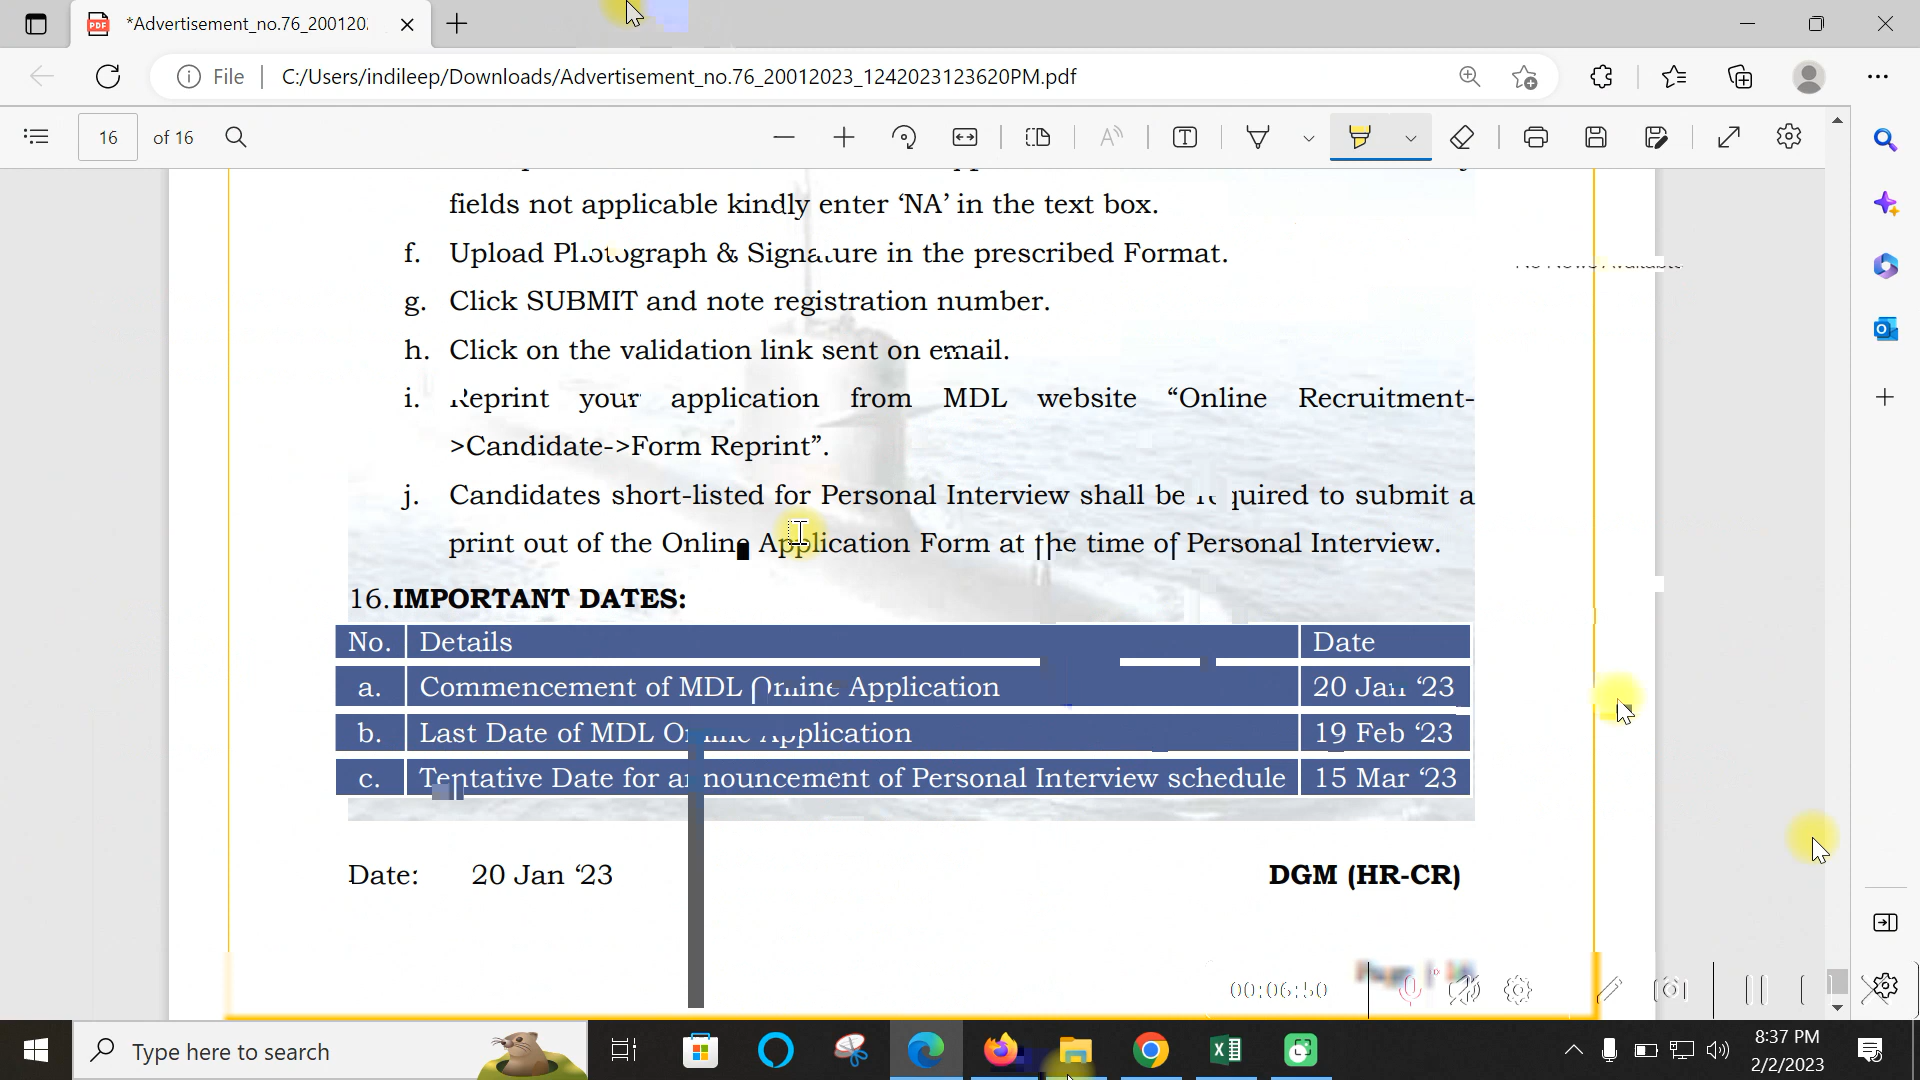 *Advertisement_no.76_200120
File
C:/Users/indileep/Downloads/Advertisement_no.76_20012023_1242023123620PM.pdf
16 of 16
fields not applicable kindly enter ‘NA’ in the text box.
f. Upload Photograph & Signature in the prescribed Format.
g. Click SUBMIT and note registration number.
h. Click on the validation link sent on email.
i. Reprint your application from MDL website “Online Recruitment-
>Candidate->Form Reprint”.
j. Candidates short-listed for Personal Interview shall be required to submit a
print out of the Online Application Form at the time of Personal Interview.
16. IMPORTANT DATES:
No. Details Date
a. Commencement of MDL Online Application 20 Jan ‘23
b. Last Date of MDL Online Application 19 Feb ‘23
c. Tentative Date for announcement of Personal Interview schedule 15 Mar ‘23
Date: 20 Jan ‘23 DGM (HR-CR)
00:06:50
Type here to search
8:37 PM
2/2/2023